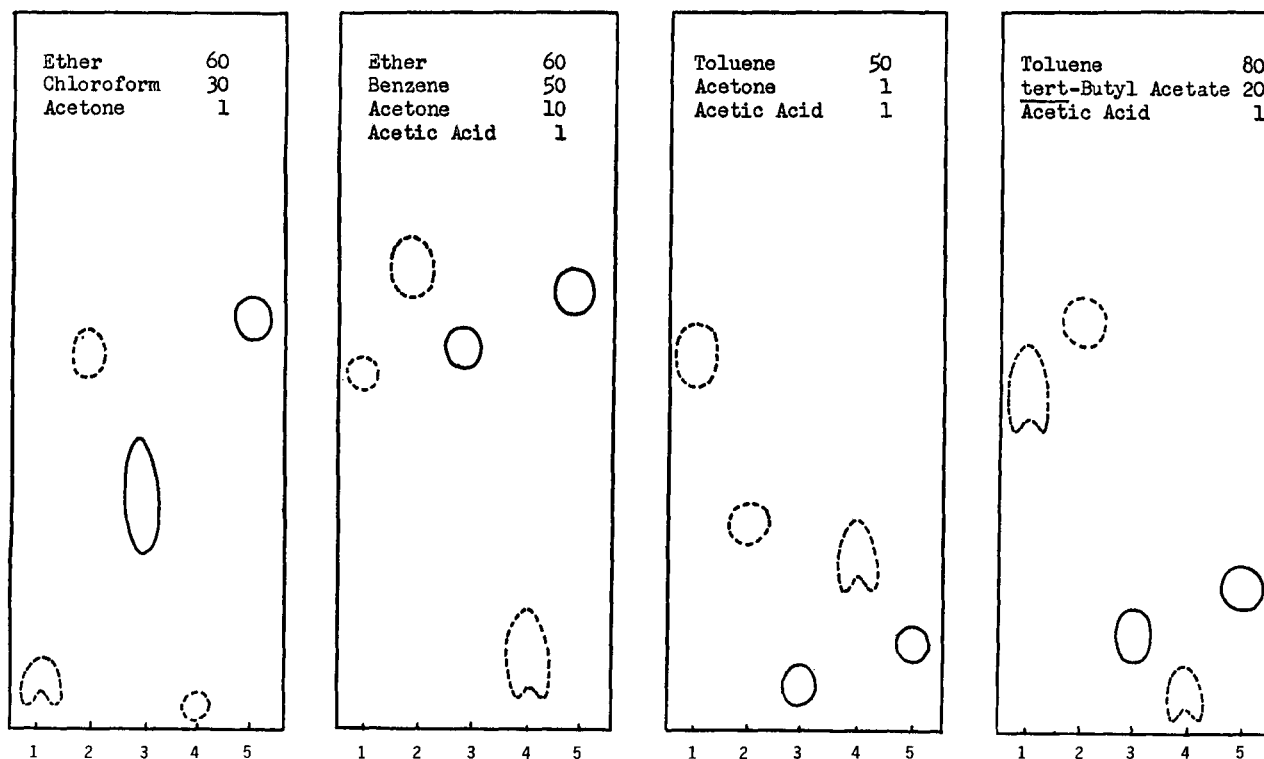 Ether 60
Chloroform 30
Acetone 1
1 2 3 4 5
Ether 60
Benzene 50
Acetone 10
Acetic Acid 1
1 2 3 4 5
Toluene 50
Acetone 1
Acetic Acid 1
1 2 3 4 5
Toluene 80
tert-Butyl Acetate 20
Acetic Acid 1
1 2 3 4 5